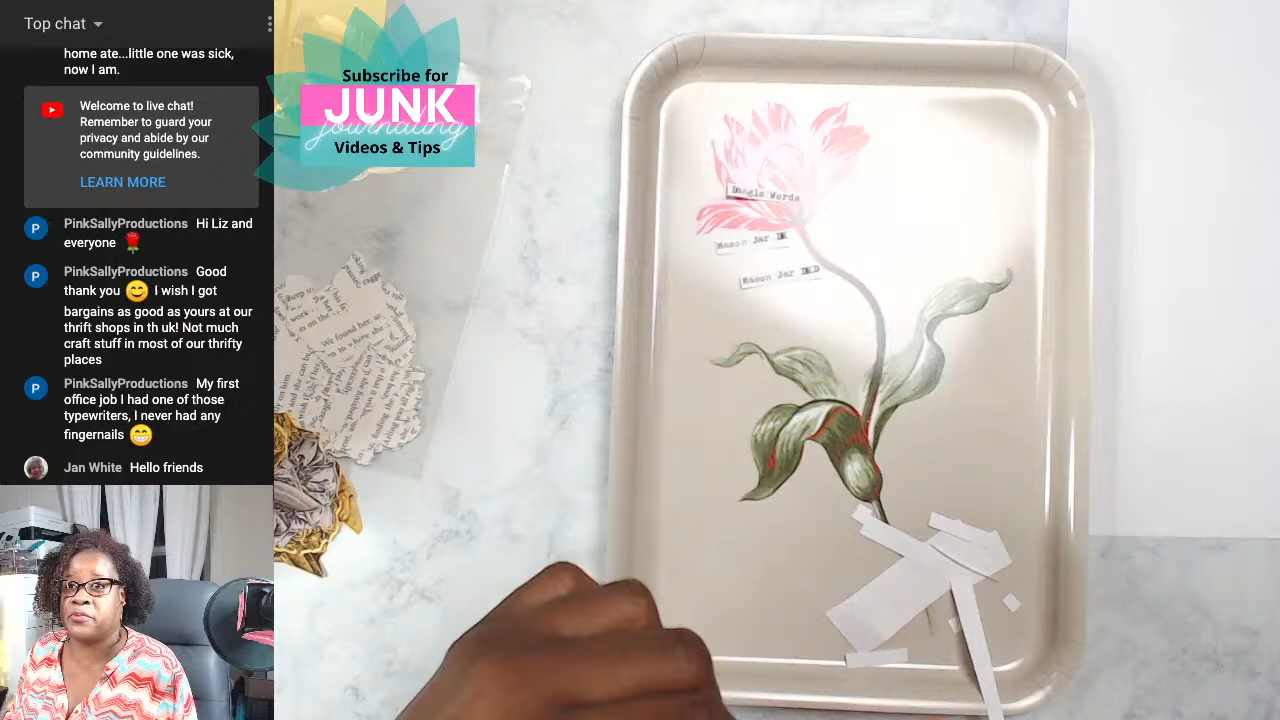 Top chat
home ate...little one was sick,
now I am.
Welcome to live chat!
Remember to guard your
privacy and abide by our
community guidelines.
LEARN MORE
P
PinkSallyProductions Hi Liz and
everyone
P
PinkSallyProductions Good
thank you 😊 I wish I got
bargains as good as yours at our
thrift shops in th uk! Not much
craft stuff in most of our thrifty
places
P
PinkSallyProductions My first
office job I had one of those
typewriters, I never had any
fingernails 😁
Jan White Hello friends
Subscribe for
JUNK
journaling
Videos & Tips
Dangle Words
Mason Jar
Mason Jar
We found her, as